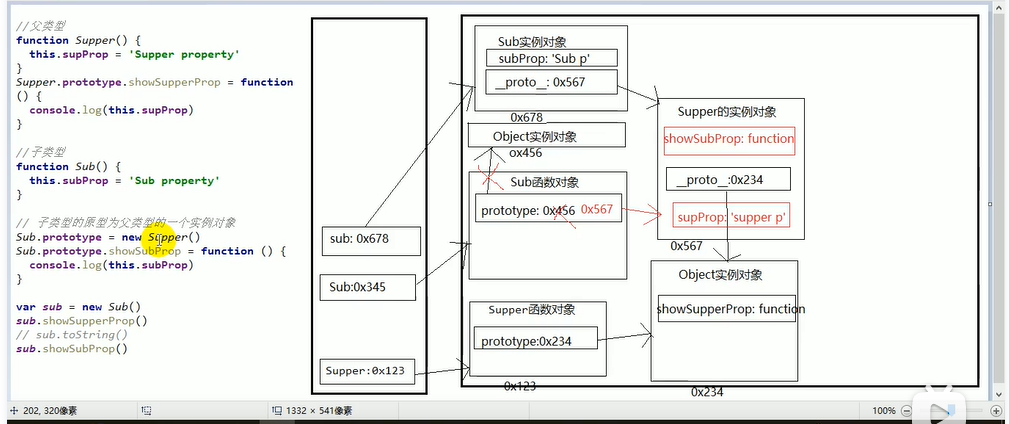 //父类型
function Supper() {
this.supProp = 'Supper property'
}
Supper.prototype.showSupperProp = function
() {
console.log(this.supProp)
}
//子类型
function Sub() {
this.subProp = 'Sub property'
}
// 子类型的原型为父类型的一个实例对象
Sub.prototype = new Supper()
Sub.prototype.showSubProp = function () {
console.log(this.subProp)
}
var sub = new Sub()
sub.showSupperProp()
// sub.toString()
sub.showSubProp()
sub: 0x678
Sub:0x345
Supper:0x123
Sub实例对象
subProp: 'Sub p'
__proto__: 0x567
0x678
Object实例对象
ox456
Sub函数对象
prototype: 0x456 0x567
Supper函数对象
prototype:0x234
0x123
Supper的实例对象
showSubProp: function
__proto__:0x234
supProp: 'supper p'
0x567
Object实例对象
showSupperProp: function
0x234
202, 320像素
1332 × 541像素
100%